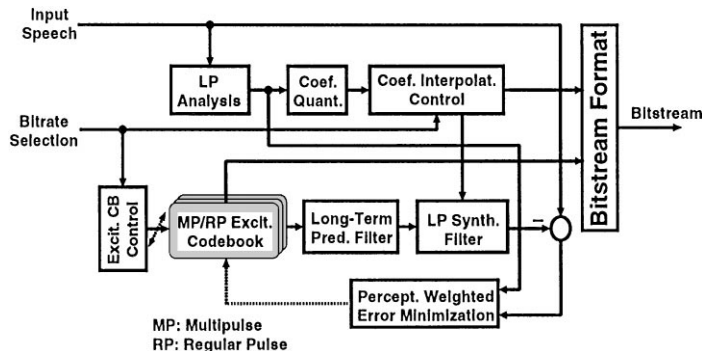 Input
Speech
LP
Analysis
Coef.
Quant.
Coef. Interpolat.
Control
Bitstream Format
Bitstream
Bitrate
Selection
Excit. CB
Control
MP/RP Excit.
Codebook
Long-Term
Pred. Filter
LP Synth.
Filter
–
Percept. Weighted
Error Minimization
MP: Multipulse
RP: Regular Pulse